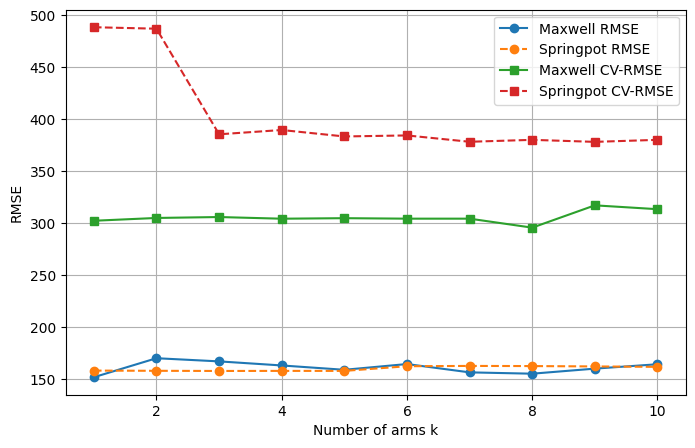 500
450
400
350
300
250
200
150
RMSE
2
4
6
8
10
Number of arms k
Maxwell RMSE
Springpot RMSE
Maxwell CV-RMSE
Springpot CV-RMSE